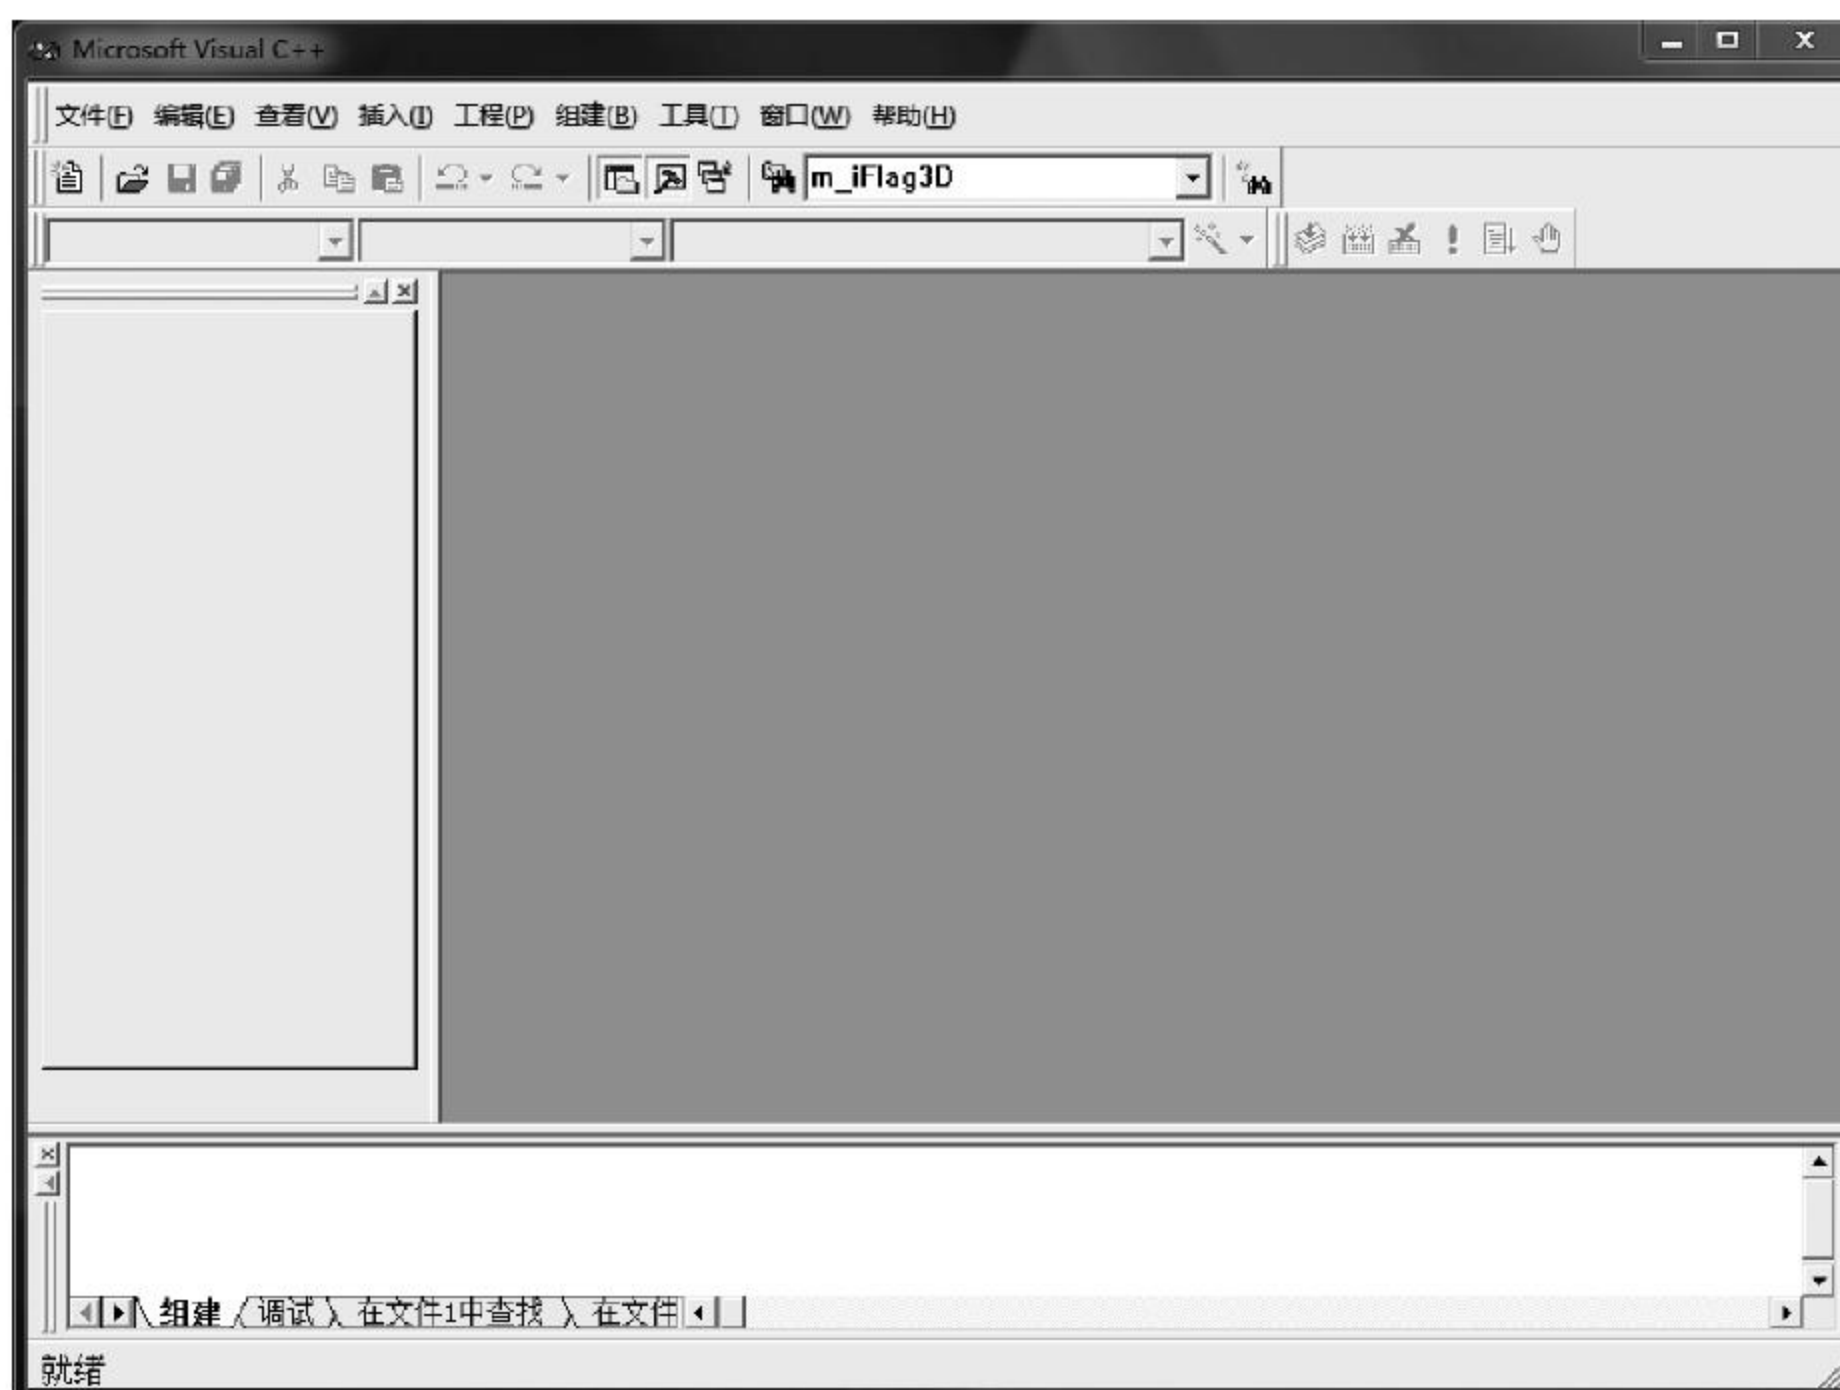 Microsoft Visual C++
文件(F) 编辑(E) 查看(V) 插入(I) 工程(P) 组建(B) 工具(T) 窗口(W) 帮助(H)
m_iFlag3D
组建 调试 在文件1中查找 在文件
就绪